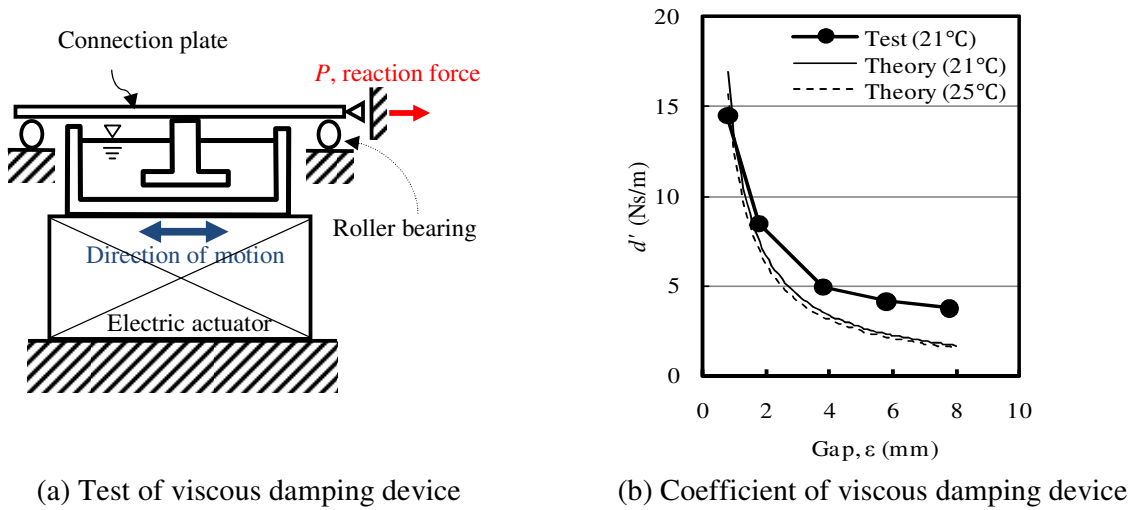 Connection plate
P, reaction force
Roller bearing
Direction of motion
Electric actuator
(a) Test of viscous damping device
20
15
10
5
0
d' (Ns/m)
Test (21℃)
Theory (21℃)
Theory (25℃)
0 2 4 6 8 10
Gap, ε (mm)
(b) Coefficient of viscous damping device